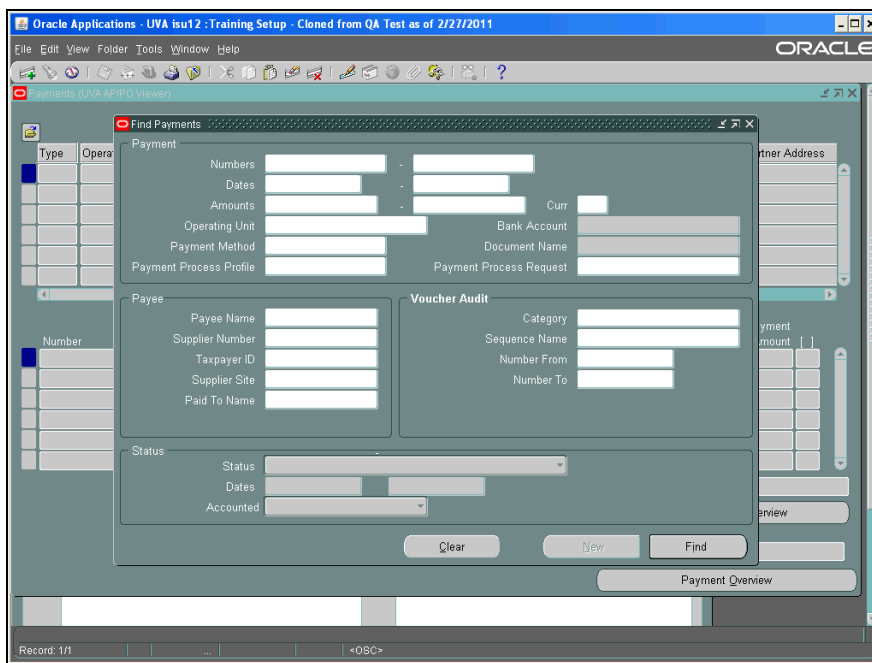 Oracle Applications - UVA isu12 :Training Setup - Cloned from QA Test as of 2/27/2011
File Edit View Folder Tools Window Help
ORACLE
Payments (UVA AP/PO Viewer)
Find Payments
Type Opera rtner Address
Payment
Numbers -
Dates -
Amounts - Curr
Operating Unit Bank Account
Payment Method Document Name
Payment Process Profile Payment Process Request
Payee Voucher Audit
Payee Name Category
Supplier Number Sequence Name
Taxpayer ID Number From
Supplier Site Number To
Paid To Name
Number yment
mount [ ]
Status
Status
Dates
Accounted
erview
Clear New Find
Payment Overview
Record: 1/1 ... <OSC>